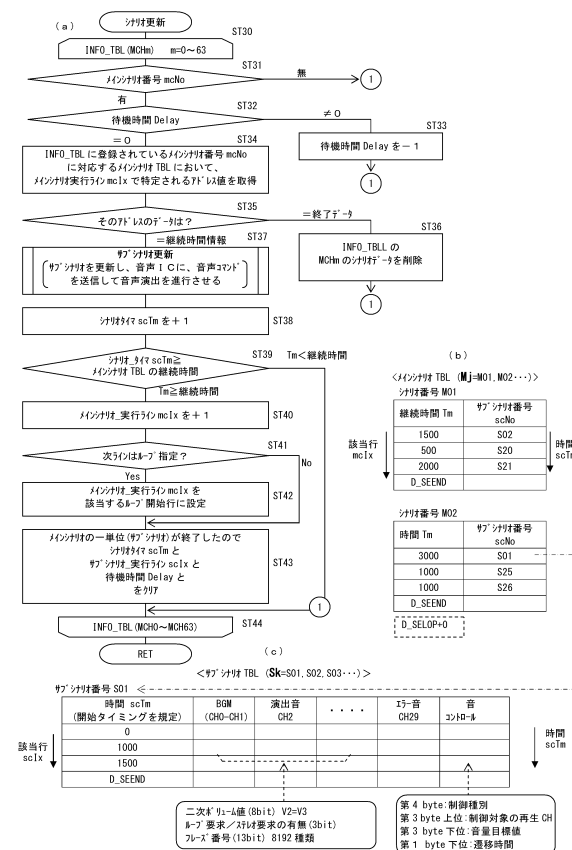 (a)
ｼﾅﾘｵ更新
ST30
INFO_TBL(MCHm) m=0～63
ST31
ﾒｲﾝｼﾅﾘｵ番号 mcNo
無
1
有
ST32
待機時間 Delay
≠0
ST33
待機時間 Delay を－１
1
＝０
ST34
INFO_TBL に登録されているﾒｲﾝｼﾅﾘｵ番号 mcNo
に対応するﾒｲﾝｼﾅﾘｵ TBL において、
ﾒｲﾝｼﾅﾘｵ実行ライン mcIx で特定されるｱﾄﾞﾚｽ値を取得
ST35
そのｱﾄﾞﾚｽのﾃﾞｰﾀは？
＝終了ﾃﾞｰﾀ
ST36
INFO_TBLL の
MCHm のｼﾅﾘｵﾃﾞｰﾀを削除
1
＝継続時間情報
ST37
ｻﾌﾞｼﾅﾘｵ更新
ｻﾌﾞｼﾅﾘｵを更新し、音声ＩＣに、音声ｺﾏﾝﾄﾞ
を送信して音声演出を進行させる
ｼﾅﾘｵﾀｲﾏ scTm を＋１
ST38
ST39
ｼﾅﾘｵ_ﾀｲﾏ scTm≧
ﾒｲﾝｼﾅﾘｵ TBL の継続時間
Tm＜継続時間
Tm≧継続時間
ﾒｲﾝｼﾅﾘｵ_実行ライン mcIx を＋１
ST40
ST41
次ラインはﾙｰﾌﾟ指定？
No
Yes
ﾒｲﾝｼﾅﾘｵ_実行ライン mcIx を
該当するﾙｰﾌﾟ開始行に設定
ST42
ﾒｲﾝｼﾅﾘｵの一単位(ｻﾌﾞｼﾅﾘｵ)が終了したので
ｼﾅﾘｵﾀｲﾏ scTm と
ｻﾌﾞｼﾅﾘｵ_実行ライン scIx と
待機時間 Delay と
をｸﾘｱ
ST43
1
INFO_TBL(MCH0～MCH63)
ST44
RET
(b)
<ﾒｲﾝｼﾅﾘｵ TBL (Mj=M01,M02･･･)>
ｼﾅﾘｵ番号 M01
継続時間 Tm ｻﾌﾞｼﾅﾘｵ番号 scNo
1500 S02
500 S20
2000 S21
D_SEEND
該当行
mcIx
時間
scTm
ｼﾅﾘｵ番号 M02
時間 Tm ｻﾌﾞｼﾅﾘｵ番号 scNo
3000 S01
1000 S25
1000 S26
D_SEEND
D_SELOP+0
(c)
<ｻﾌﾞｼﾅﾘｵ TBL (Sk=S01,S02,S03･･･)>
ｻﾌﾞｼﾅﾘｵ番号 S01
時間 scTm BGM 演出音 ････ ｴﾗｰ音 音
(開始タイミングを規定) (CH0-CH1) CH2 CH29 ｺﾝﾄﾛｰﾙ
0
1000
1500
D_SEEND
該当行
scIx
時間
scTm
二次ﾎﾞﾘｭｰﾑ値(8bit) V2=V3
ﾙｰﾌﾟ要求／ｽﾃﾚｵ要求の有無(3bit)
ﾌﾚｰｽﾞ番号(13bit) 8192 種類
第 4 byte:制御種別
第 3 byte 上位:制御対象の再生 CH
第 3 byte 下位:音量目標値
第 1 byte 下位:遷移時間